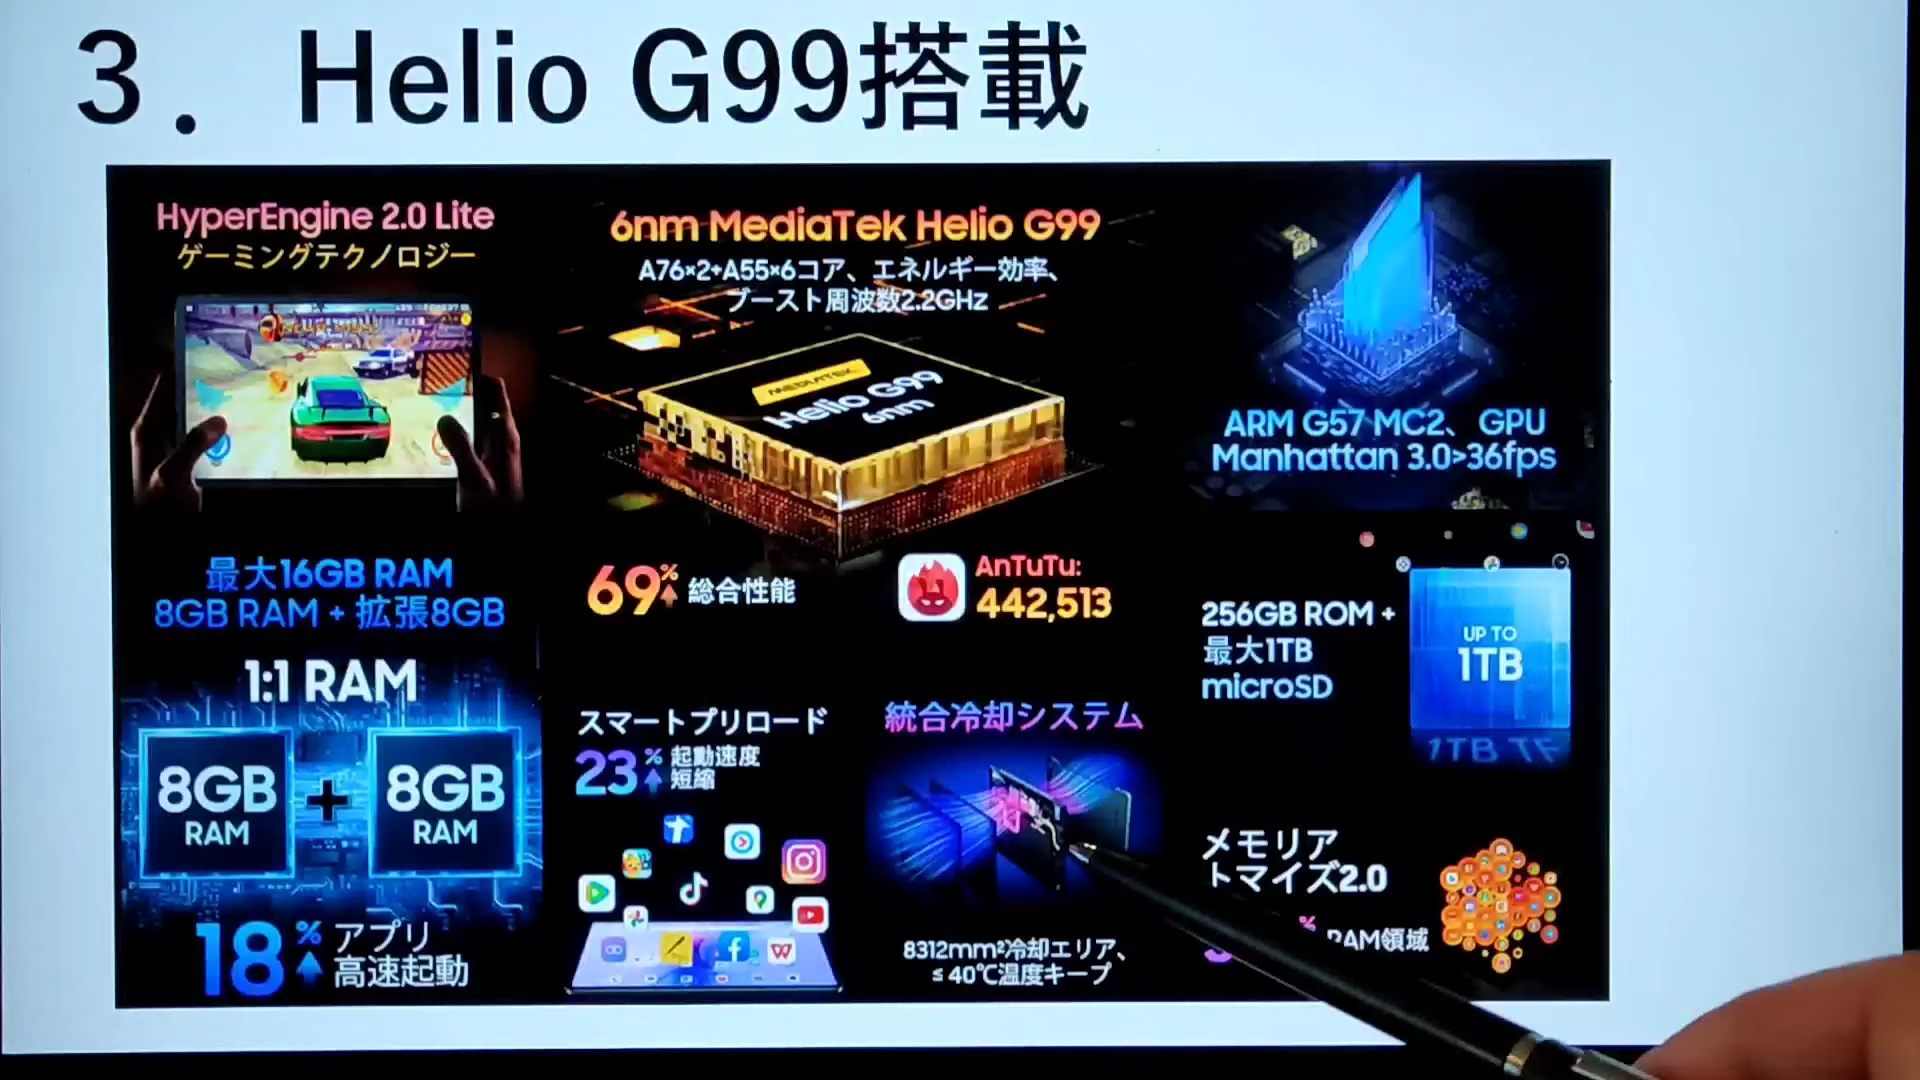 3. Helio G99搭載
HyperEngine 2.0 Lite
ゲーミングテクノロジー
6nm MediaTek Helio G99
A76×2+A55×6コア、エネルギー効率、
ブースト周波数2.2GHz
MEDIATEK
Helio G99
6nm
ARM G57 MC2、GPU
Manhattan 3.0>36fps
最大16GB RAM
8GB RAM + 拡張8GB
1:1 RAM
8GB
RAM
+
8GB
RAM
18%↑ アプリ
高速起動
69%↑ 総合性能
AnTuTu:
442,513
スマートプリロード
23%↑ 起動速度
短縮
統合冷却システム
8312mm²冷却エリア、
≤40℃温度キープ
256GB ROM +
最大1TB
microSD
UP TO
1TB
メモリア
トマイズ2.0
% RAM領域